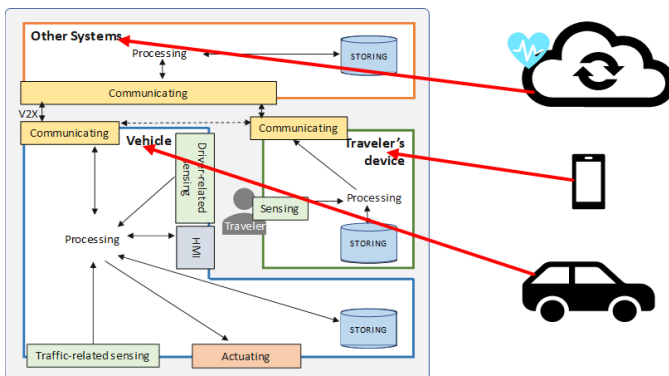 Other Systems
Processing
STORING
Communicating
V2X
Communicating
Vehicle
Communicating
Traveler's
device
Driver-related
sensing
Sensing
Processing
Traveler
STORING
Processing
HMI
STORING
Traffic-related sensing
Actuating